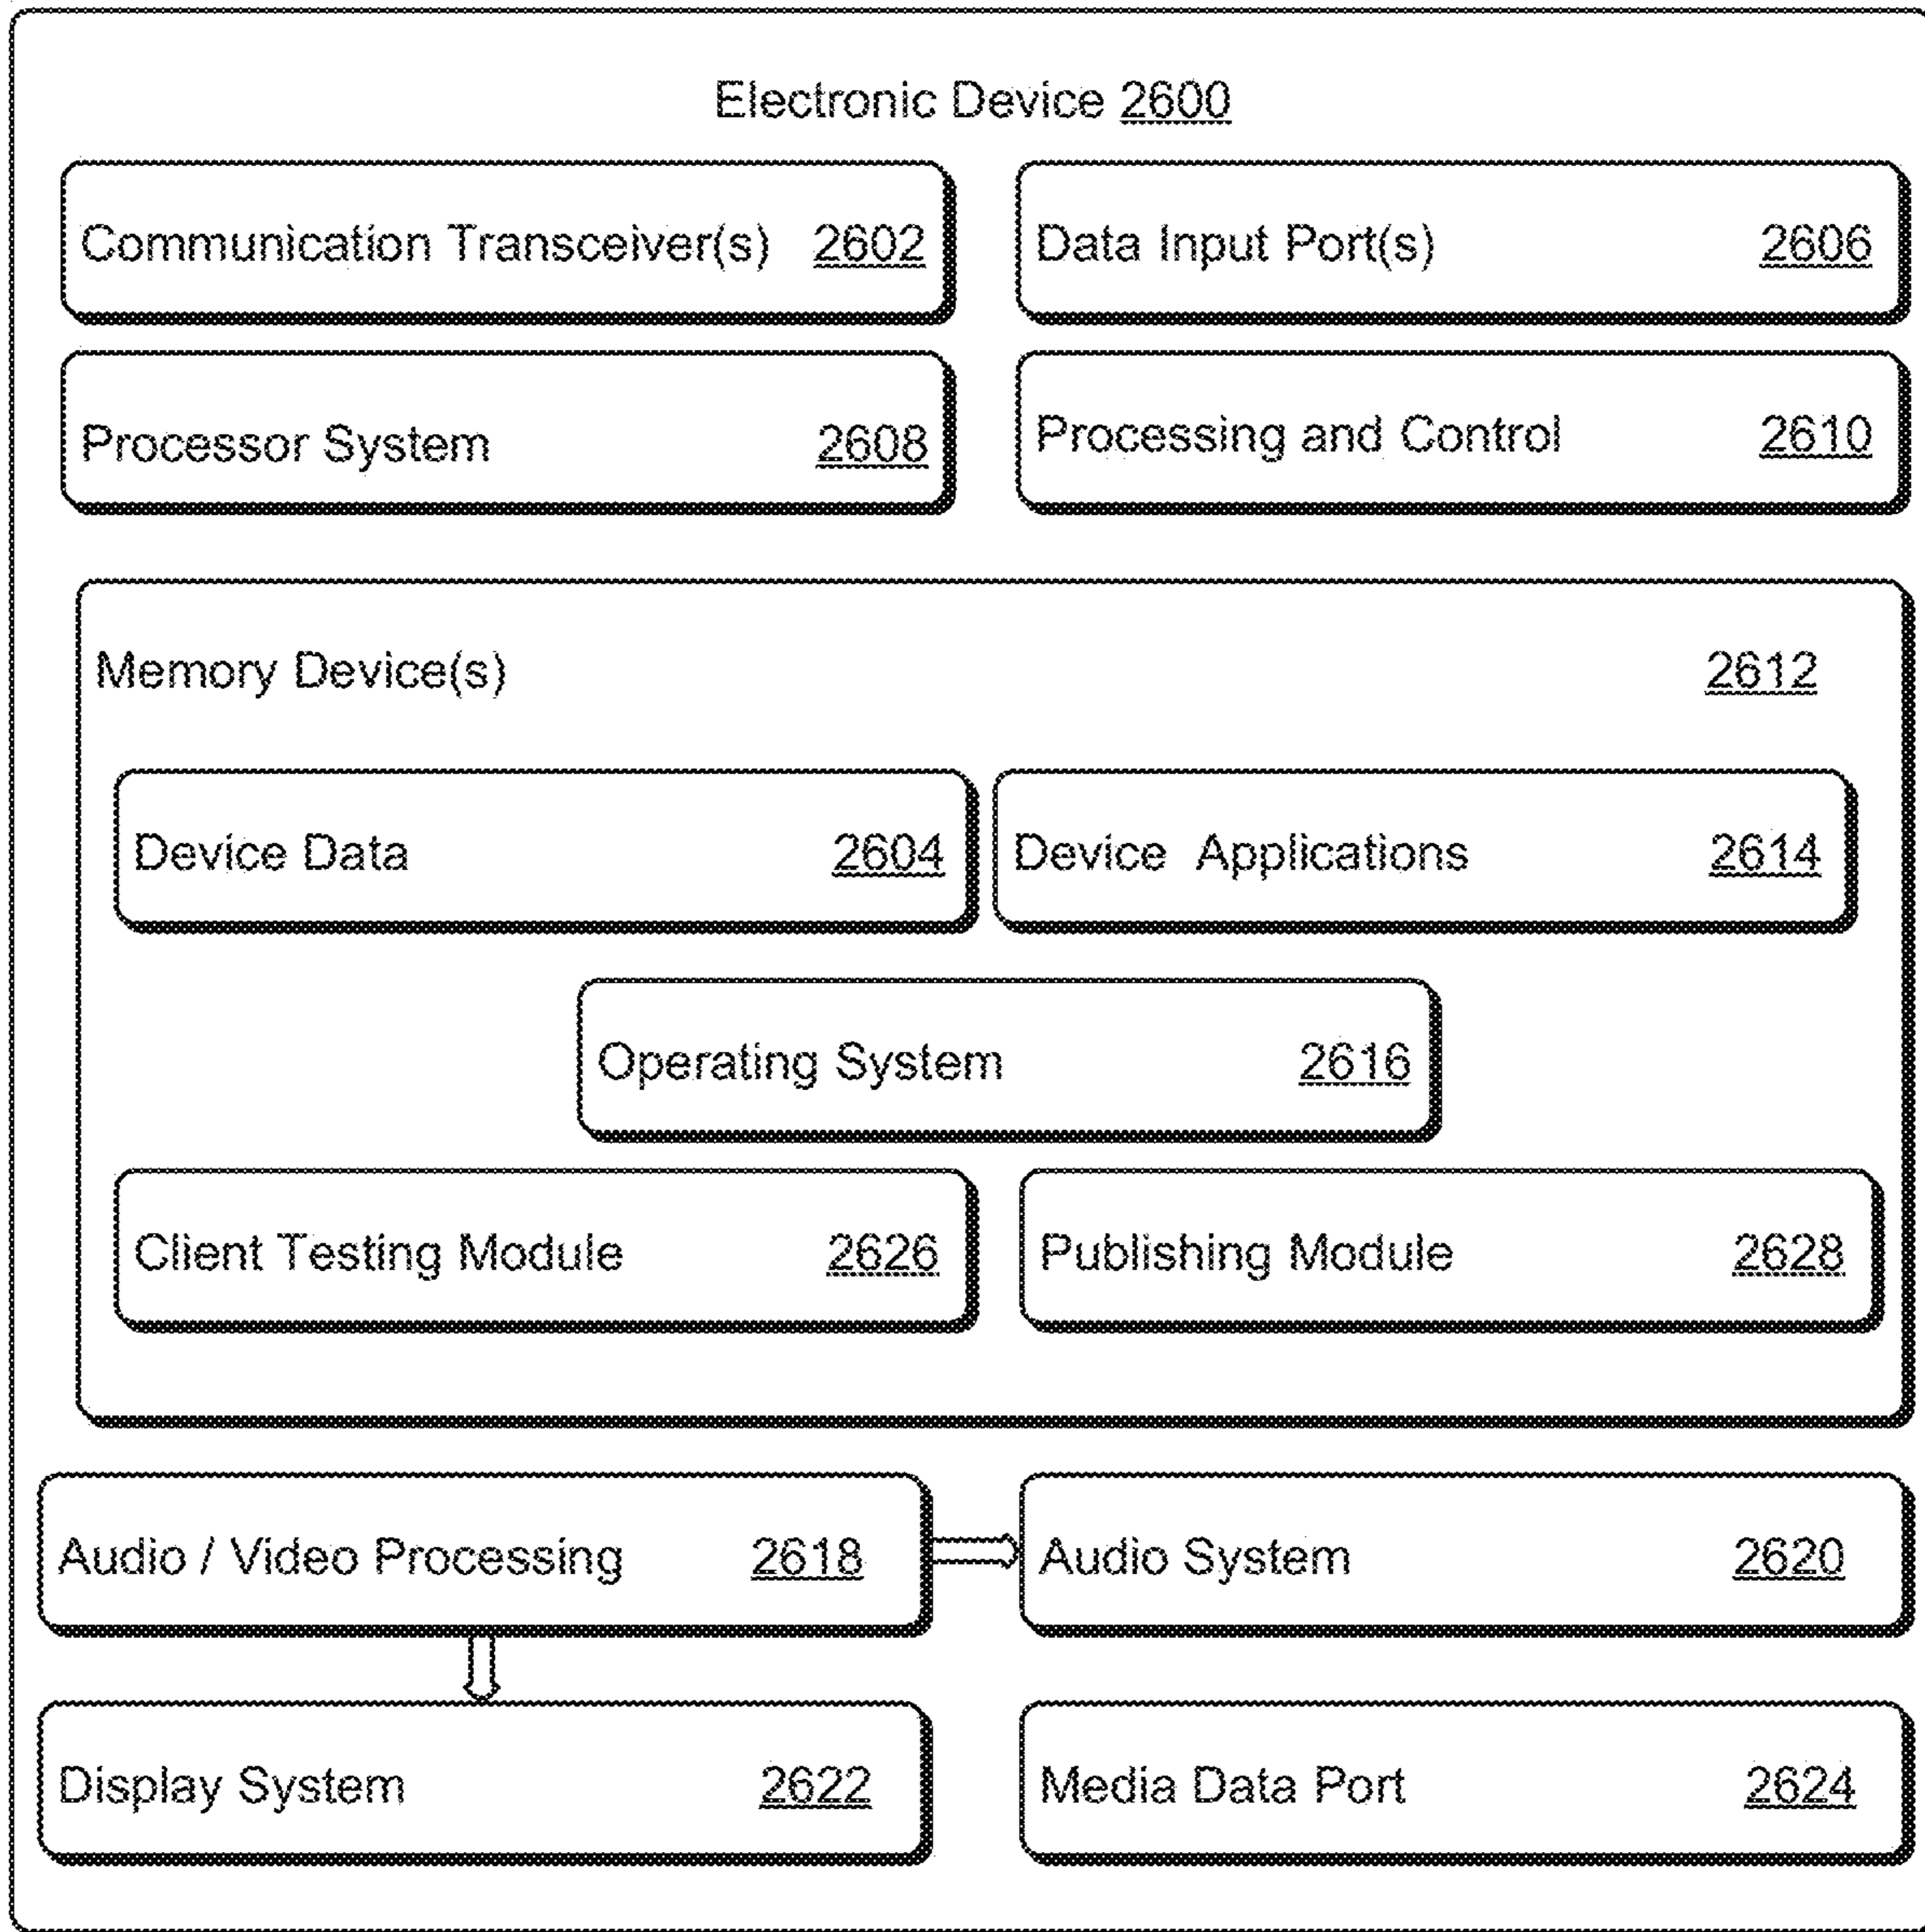 Electronic Device 2600
Communication Transceiver(s) 2602
Data Input Port(s) 2606
Processor System 2608
Processing and Control 2610
Memory Device(s) 2612
Device Data 2604
Device Applications 2614
Operating System 2616
Client Testing Module 2626
Publishing Module 2628
Audio / Video Processing 2618
Audio System 2620
Display System 2622
Media Data Port 2624